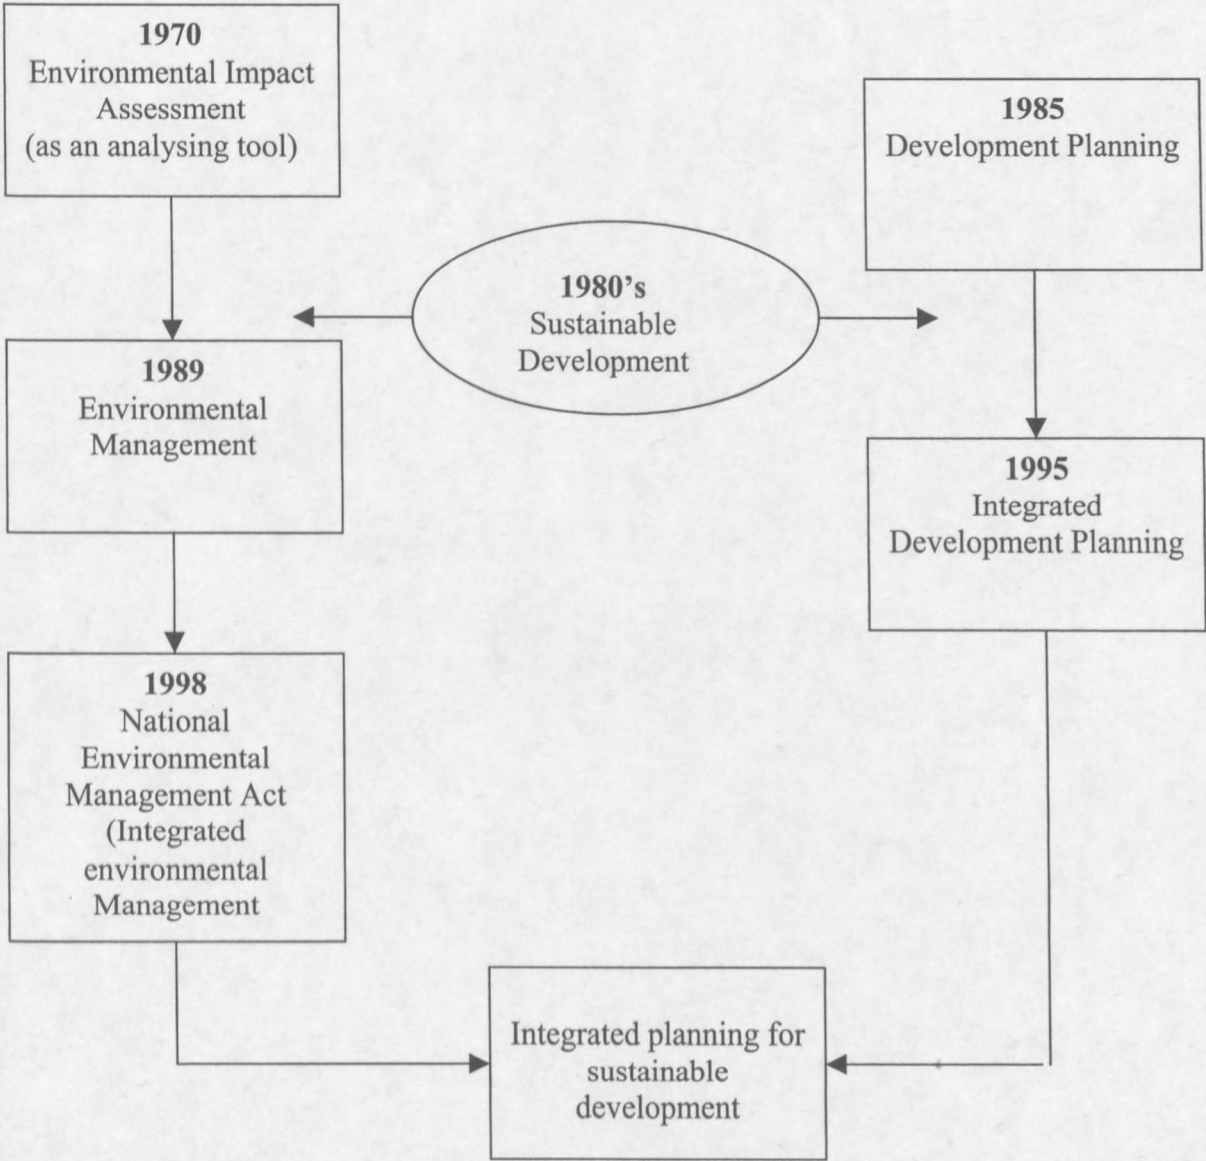 1970
Environmental Impact
Assessment
(as an analysing tool)
1985
Development Planning
1980's
Sustainable
Development
1989
Environmental
Management
1995
Integrated
Development Planning
1998
National
Environmental
Management Act
(Integrated
environmental
Management
Integrated planning for
sustainable
development